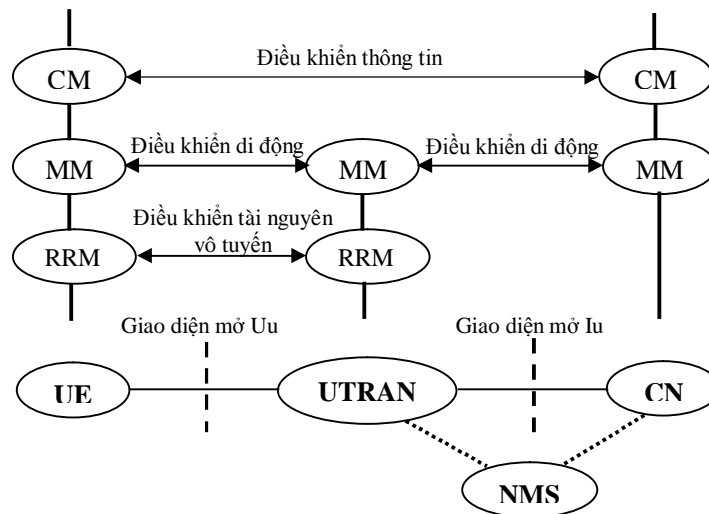 Điều khiển thông tin
CM
CM
Điều khiển di động
Điều khiển di động
MM
MM
MM
Điều khiển tài nguyên
vô tuyến
RRM
RRM
Giao diện mở Uu
Giao diện mở Iu
UE
UTRAN
CN
NMS